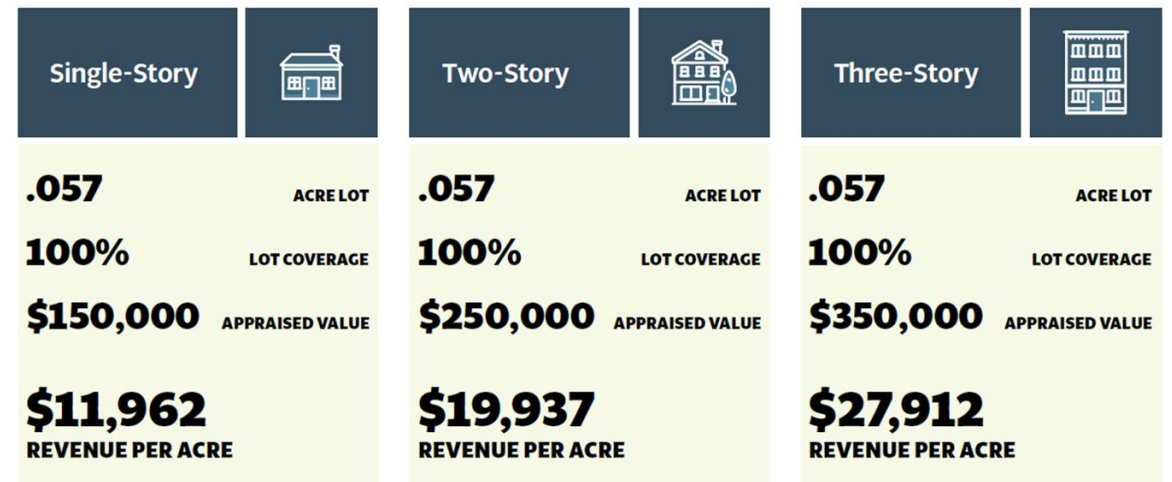 Single-Story
.057 ACRE LOT
100% LOT COVERAGE
$150,000 APPRAISED VALUE
$11,962
REVENUE PER ACRE
Two-Story
.057 ACRE LOT
100% LOT COVERAGE
$250,000 APPRAISED VALUE
$19,937
REVENUE PER ACRE
Three-Story
.057 ACRE LOT
100% LOT COVERAGE
$350,000 APPRAISED VALUE
$27,912
REVENUE PER ACRE